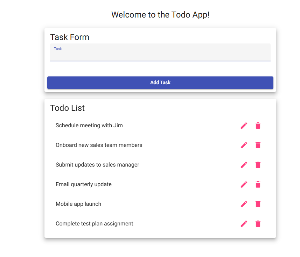 Welcome to the Todo App!
Task Form
Task
Add Task
Todo List
Schedule meeting with Jim
Onboard new sales team members
Submit updates to sales manager
Email quarterly update
Mobile app launch
Complete test plan assignment